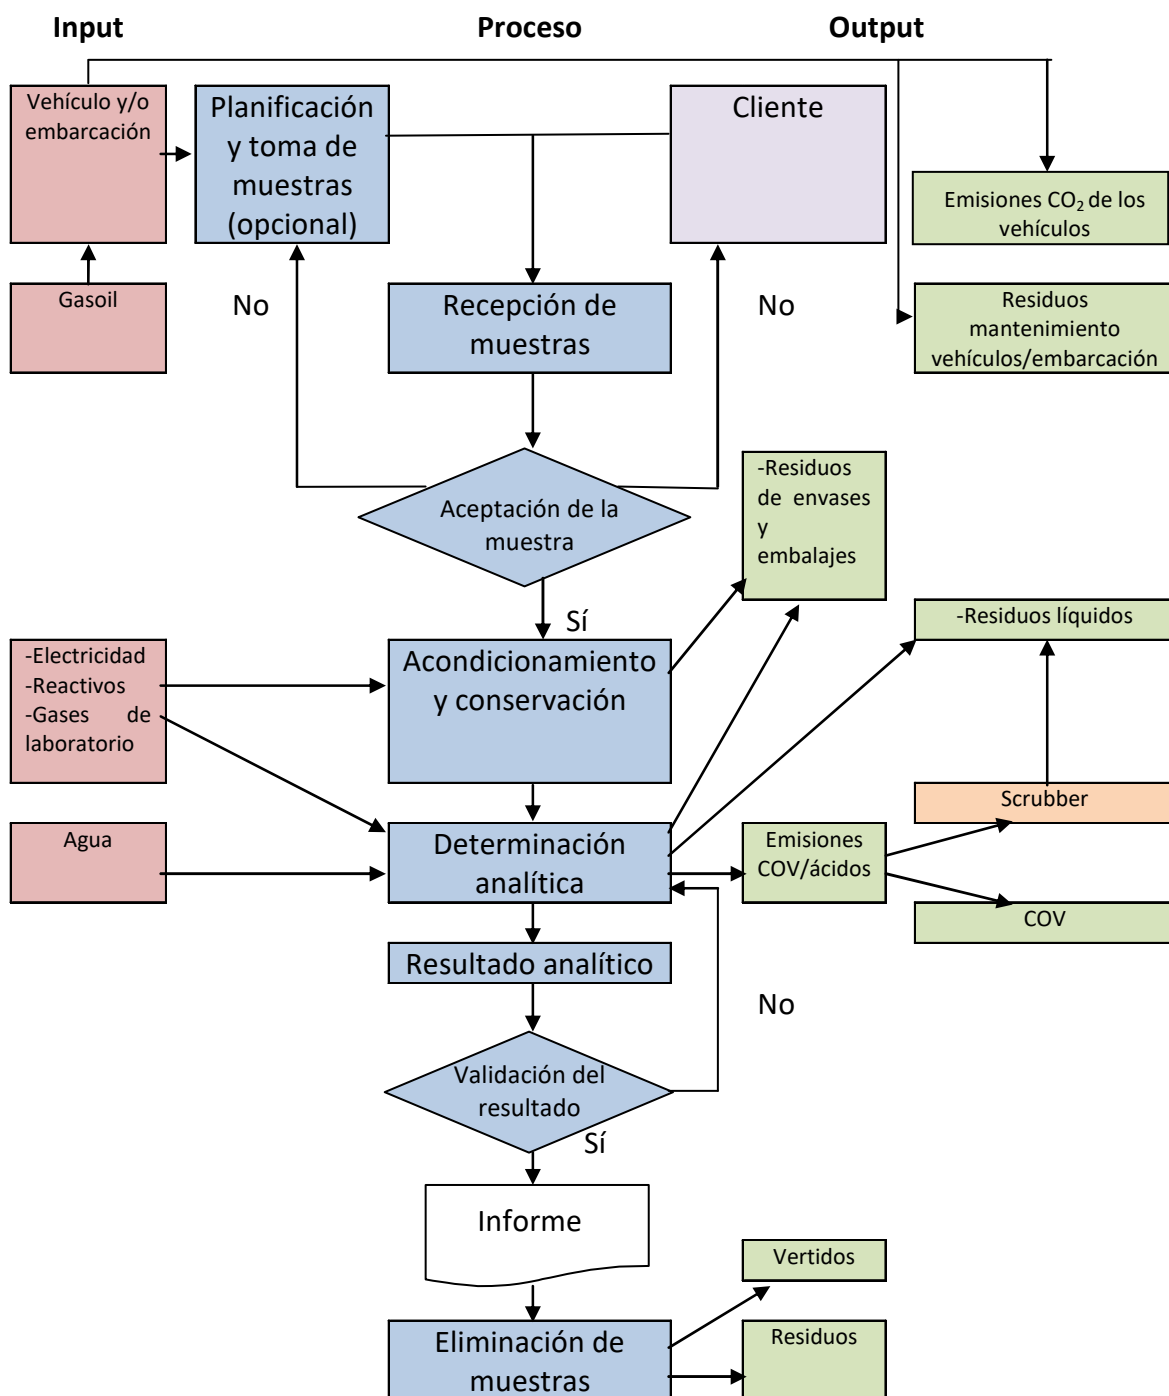 Input
Proceso
Output
Vehículo y/o
embarcación
Planificación
y toma de
muestras
(opcional)
Cliente
Emisiones CO₂ de los
vehículos
Gasoil
No
Recepción de
muestras
No
Residuos
mantenimiento
vehículos/embarcación
Aceptación de la
muestra
-Residuos
de envases
y
embalajes
Sí
-Residuos líquidos
-Electricidad
-Reactivos
-Gases de
laboratorio
Acondicionamiento
y conservación
Scrubber
Agua
Determinación
analítica
Emisiones
COV/ácidos
COV
Resultado analítico
No
Validación del
resultado
Sí
Informe
Vertidos
Eliminación de
muestras
Residuos